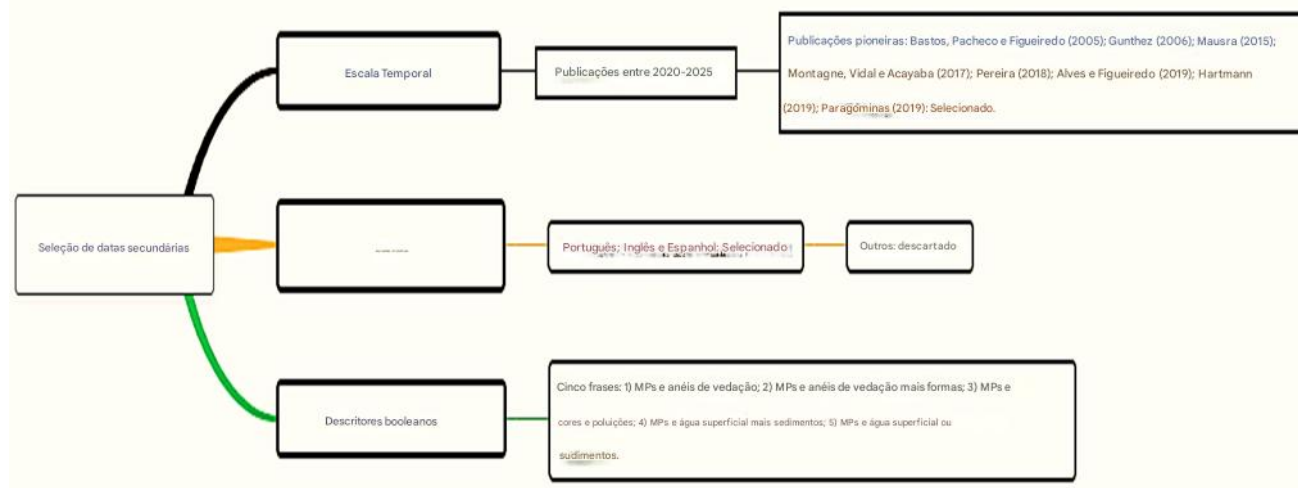 Escala Temporal
Publicações entre 2020-2025
Publicações pioneiras: Bastos, Pacheco e Figueiredo (2005); Gunthez (2006); Mausra (2015);
Montagne, Vidal e Acayaba (2017); Pereira (2018); Alves e Figueiredo (2019); Hartmann
(2019); Paragominas (2019): Selecionado.
Seleção de datas secundárias
Português; Inglês e Espanhol: Selecionado
Outros: descartado
Descritores booleanos
Cinco frases: 1) MPs e anéis de vedação; 2) MPs e anéis de vedação mais formas; 3) MPs e
cores e poluições; 4) MPs e água superficial mais sedimentos; 5) MPs e água superficial ou
sudimentos.